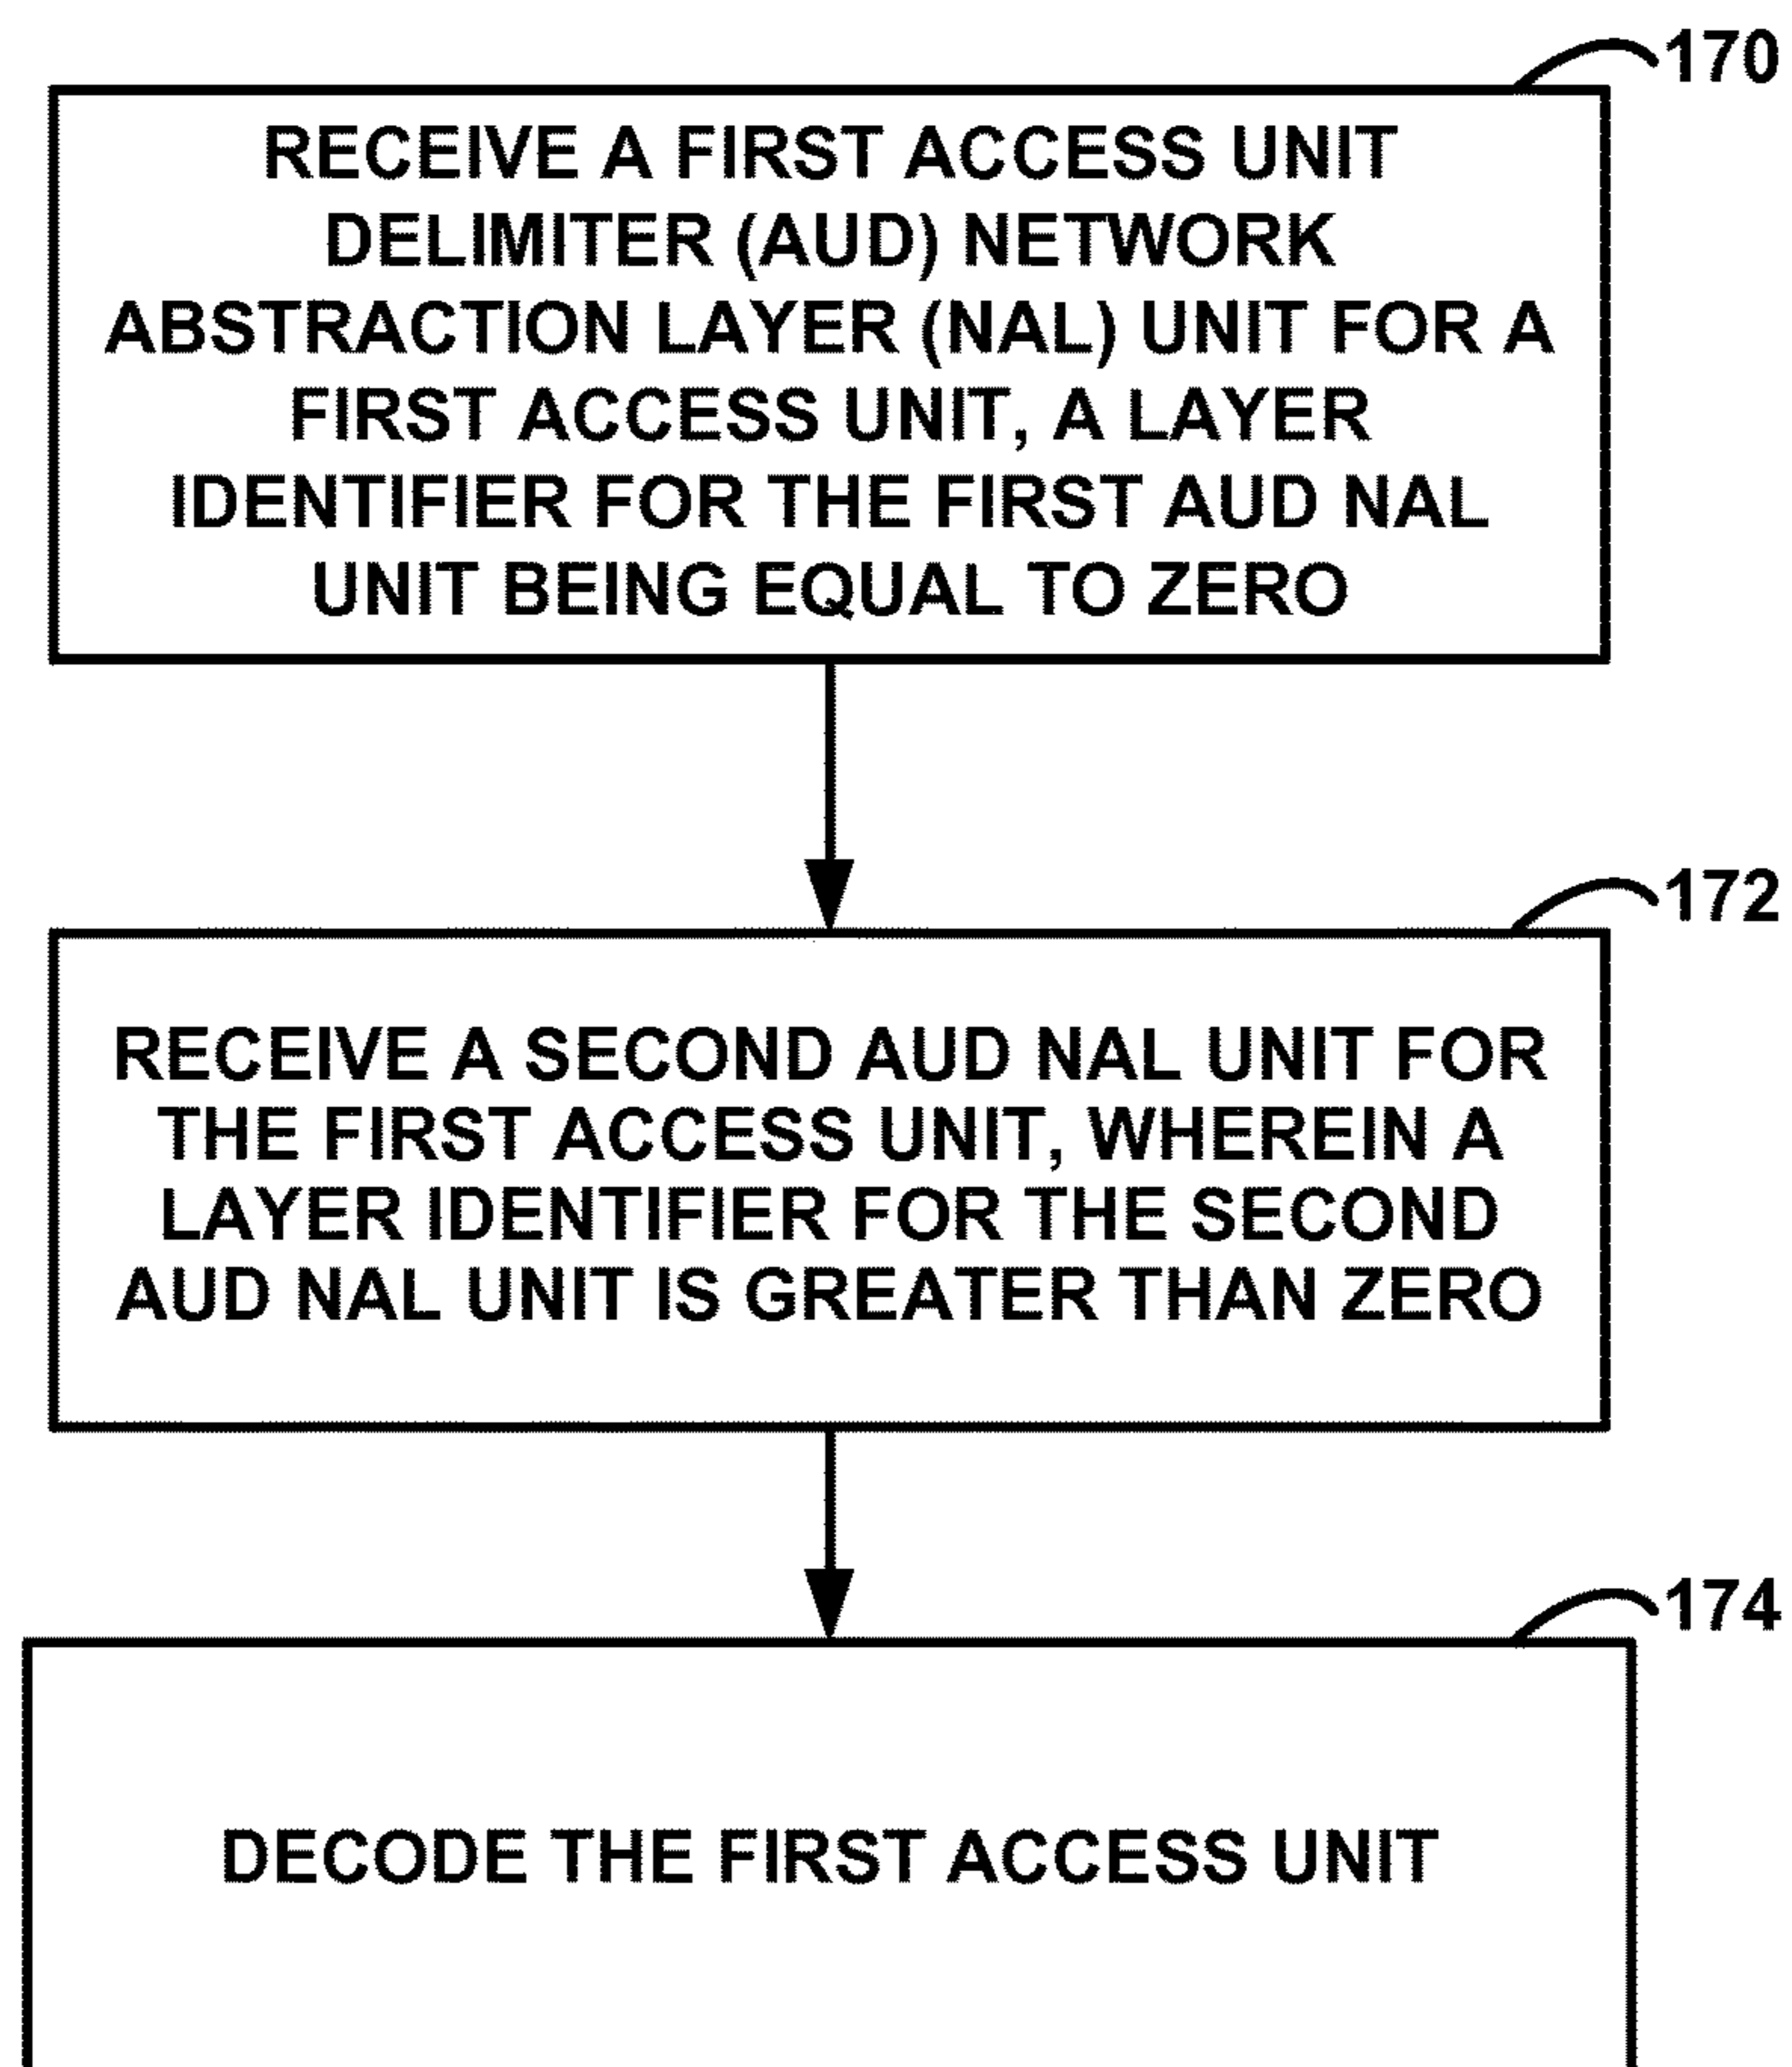 170
RECEIVE A FIRST ACCESS UNIT
DELIMITER (AUD) NETWORK
ABSTRACTION LAYER (NAL) UNIT FOR A
FIRST ACCESS UNIT, A LAYER
IDENTIFIER FOR THE FIRST AUD NAL
UNIT BEING EQUAL TO ZERO
172
RECEIVE A SECOND AUD NAL UNIT FOR
THE FIRST ACCESS UNIT, WHEREIN A
LAYER IDENTIFIER FOR THE SECOND
AUD NAL UNIT IS GREATER THAN ZERO
174
DECODE THE FIRST ACCESS UNIT